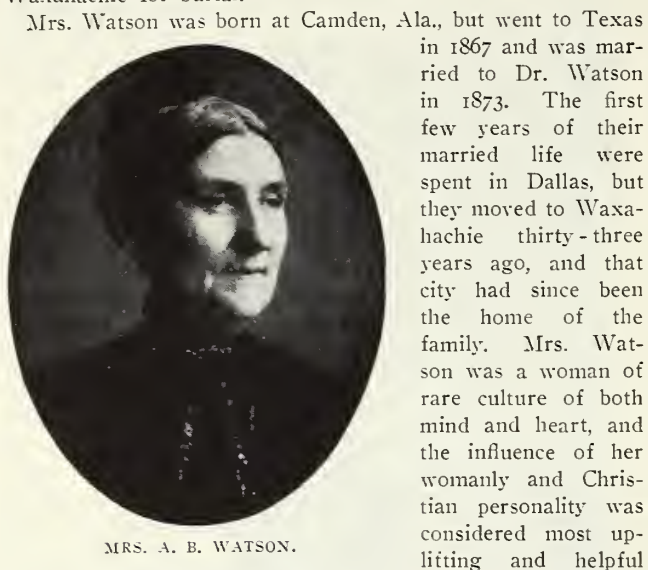 Mrs. Watson was born at Camden, Ala., but went to Texas
in 1867 and was mar-
ried to Dr. Watson
in 1873. The first
few years of their
married life were
spent in Dallas, but
they moved to Waxa-
hachie thirty-three
years ago, and that
city had since been
the home of the
family. Mrs. Wat-
son was a woman of
rare culture of both
mind and heart, and
the influence of her
womanly and Chris-
tian personality was
considered most up-
lifting and helpful
MRS. A. B. WATSON.